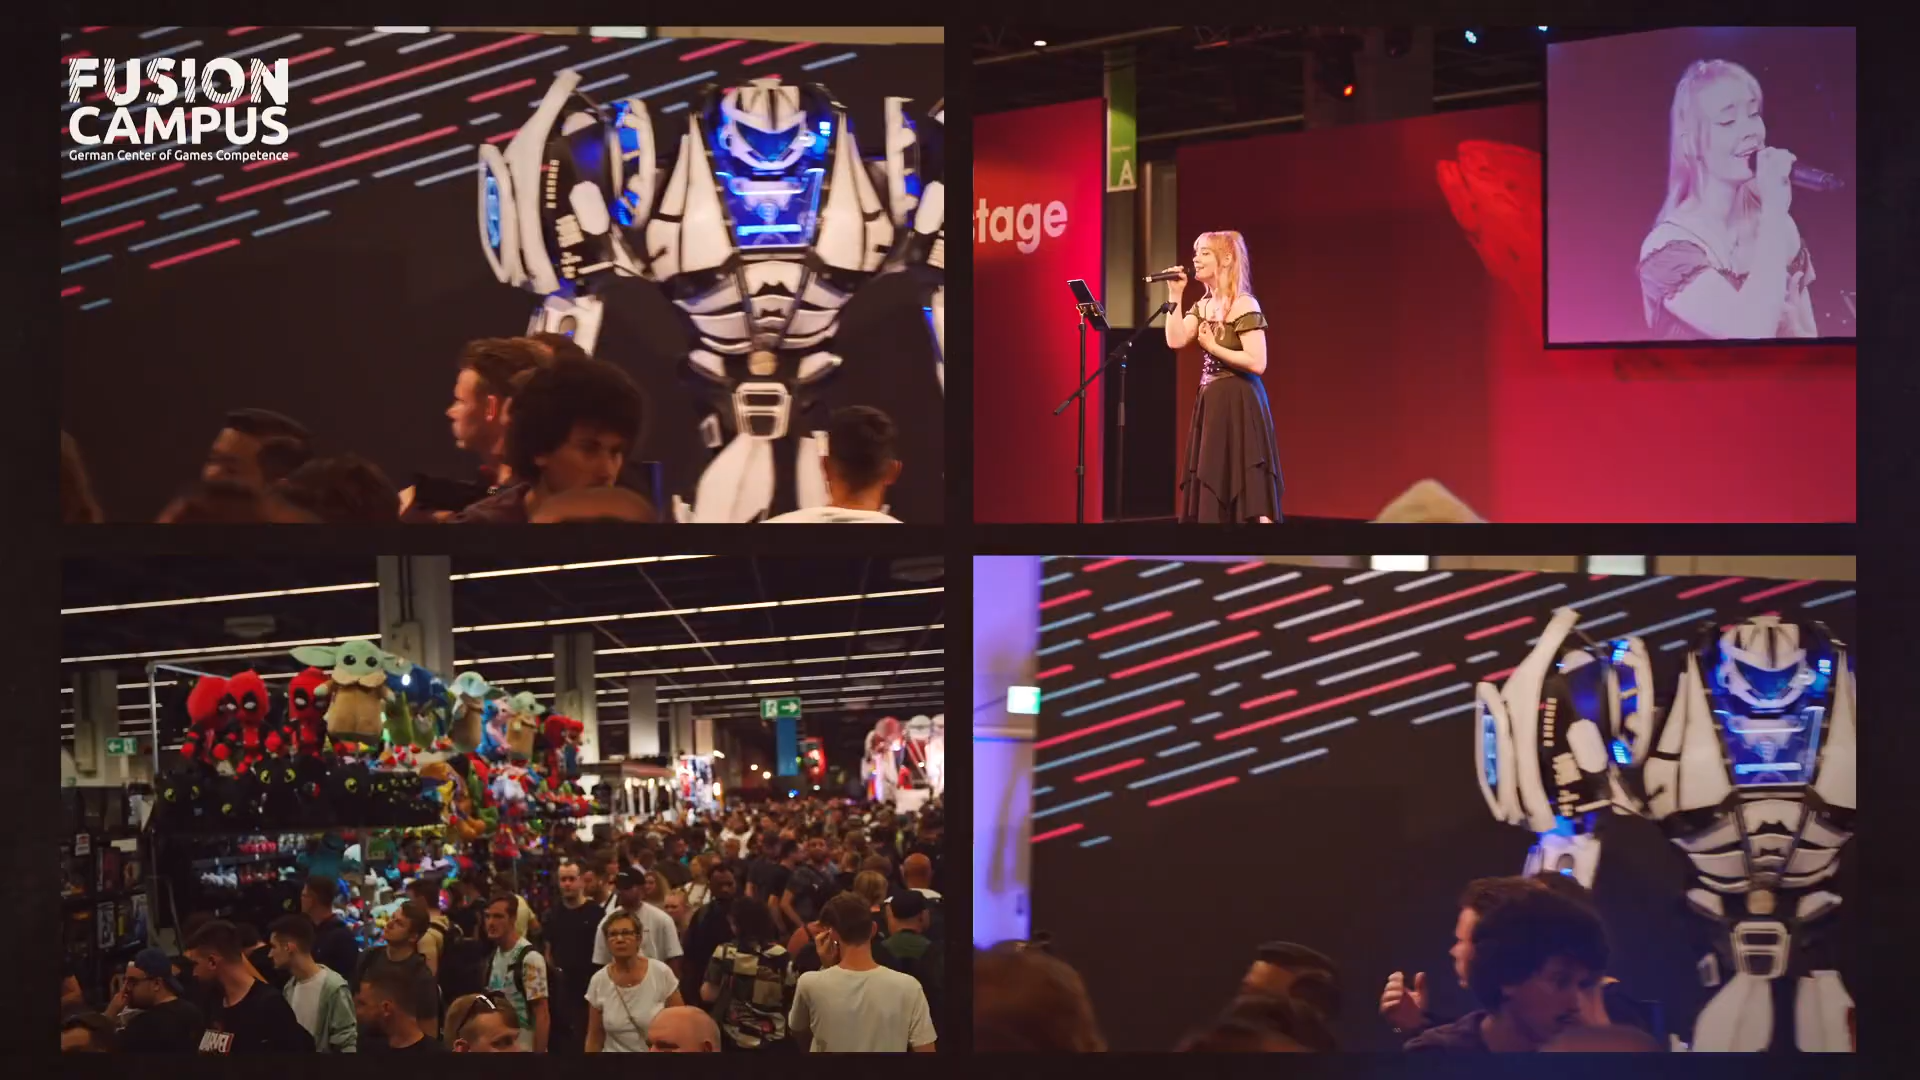 FUSION
CAMPUS
German Center of Games Competence
stage
A
MARVEL